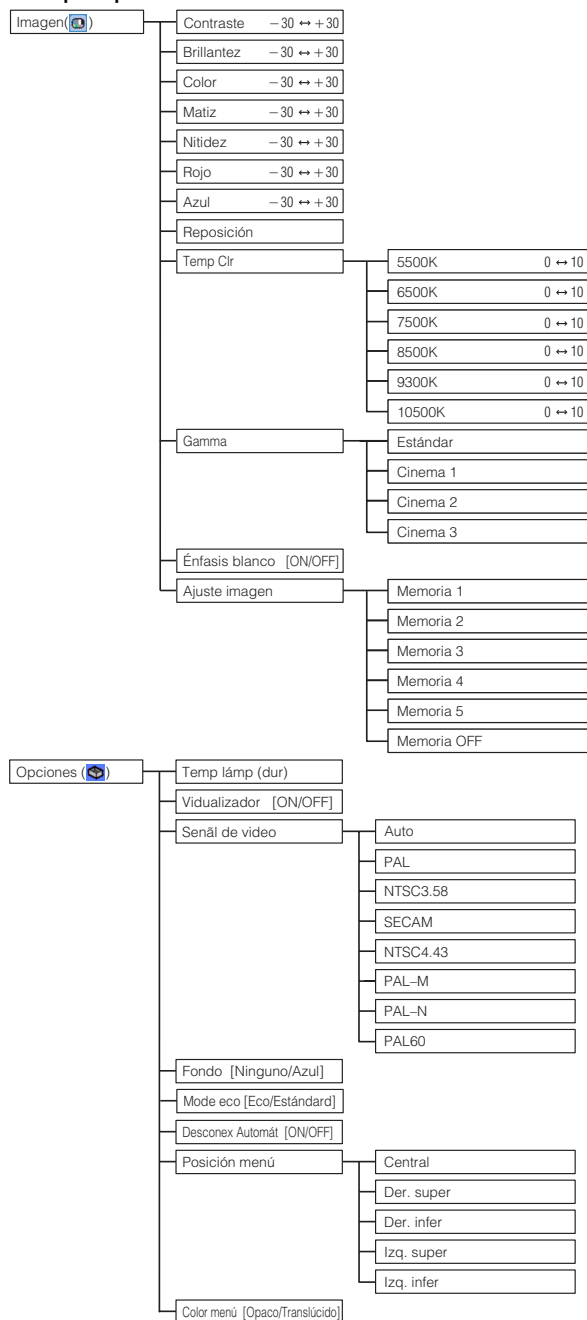 Imagen( )
Contraste −30 ↔ +30
Brillantez −30 ↔ +30
Color −30 ↔ +30
Matiz −30 ↔ +30
Nitidez −30 ↔ +30
Rojo −30 ↔ +30
Azul −30 ↔ +30
Reposición
Temp Clr
5500K 0 ↔ 10
6500K 0 ↔ 10
7500K 0 ↔ 10
8500K 0 ↔ 10
9300K 0 ↔ 10
10500K 0 ↔ 10
Gamma
Estándar
Cinema 1
Cinema 2
Cinema 3
Énfasis blanco [ON/OFF]
Ajuste imagen
Memoria 1
Memoria 2
Memoria 3
Memoria 4
Memoria 5
Memoria OFF
Opciones ( )
Temp lámp (dur)
Vidualizador [ON/OFF]
Senãl de video
Auto
PAL
NTSC3.58
SECAM
NTSC4.43
PAL–M
PAL–N
PAL60
Fondo [Ninguno/Azul]
Mode eco [Eco/Estándard]
Desconex Automát [ON/OFF]
Posición menú
Central
Der. super
Der. infer
Izq. super
Izq. infer
Color menú [Opaco/Translúcido]